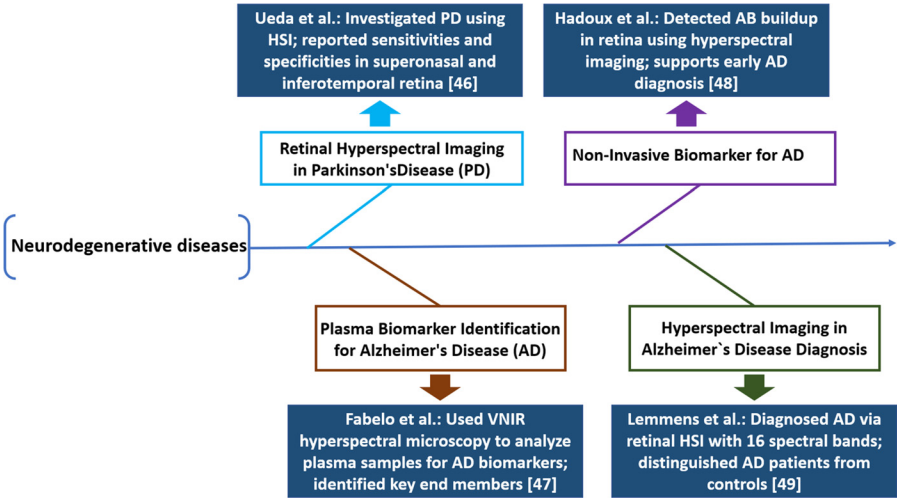 Ueda et al.: Investigated PD using
HSI; reported sensitivities and
specificities in superonasal and
inferotemporal retina [46]
Hadoux et al.: Detected AB buildup
in retina using hyperspectral
imaging; supports early AD
diagnosis [48]
Retinal Hyperspectral Imaging
in Parkinson'sDisease (PD)
Non-Invasive Biomarker for AD
Neurodegenerative diseases
Plasma Biomarker Identification
for Alzheimer's Disease (AD)
Hyperspectral Imaging in
Alzheimer`s Disease Diagnosis
Fabelo et al.: Used VNIR
hyperspectral microscopy to analyze
plasma samples for AD biomarkers;
identified key end members [47]
Lemmens et al.: Diagnosed AD via
retinal HSI with 16 spectral bands;
distinguished AD patients from
controls [49]